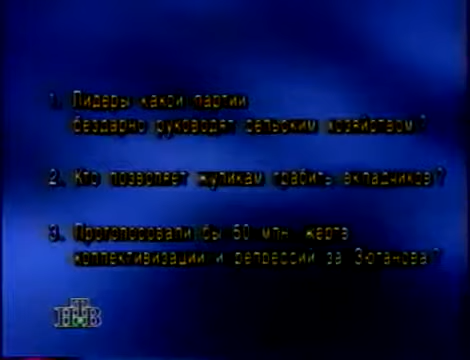 1. Лидеры какой партии
бездарно руководят сельским хозяйством?
2. Кто позволяет жуликам грабить вкладчиков?
3. Проголосовали бы 60 млн. жертв
коллективизации и репрессий за Зюганова?
НТВ